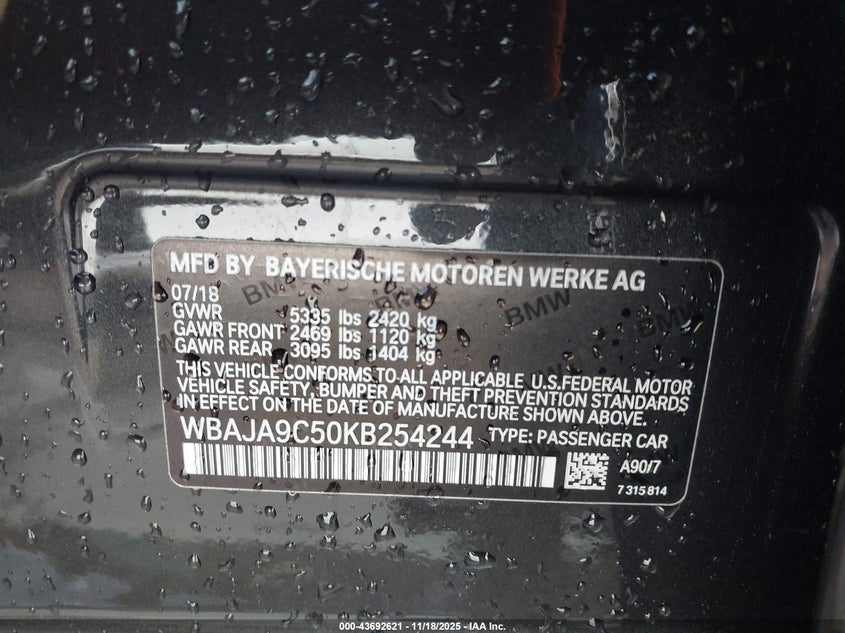 MFD BY BAYERISCHE MOTOREN WERKE AG
07/18
GVWR 5335 lbs 2420 kg
GAWR FRONT 2469 lbs 1120 kg
GAWR REAR 3095 lbs 1404 kg
THIS VEHICLE CONFORMS TO ALL APPLICABLE U.S.FEDERAL MOTOR
VEHICLE SAFETY, BUMPER AND THEFT PREVENTION STANDARDS
IN EFFECT ON THE DATE OF MANUFACTURE SHOWN ABOVE.
WBAJA9C50KB254244 TYPE: PASSENGER CAR
A90/7
7315814
BMW
BMW
000-43692621 - 11/18/2025 - IAA Inc.